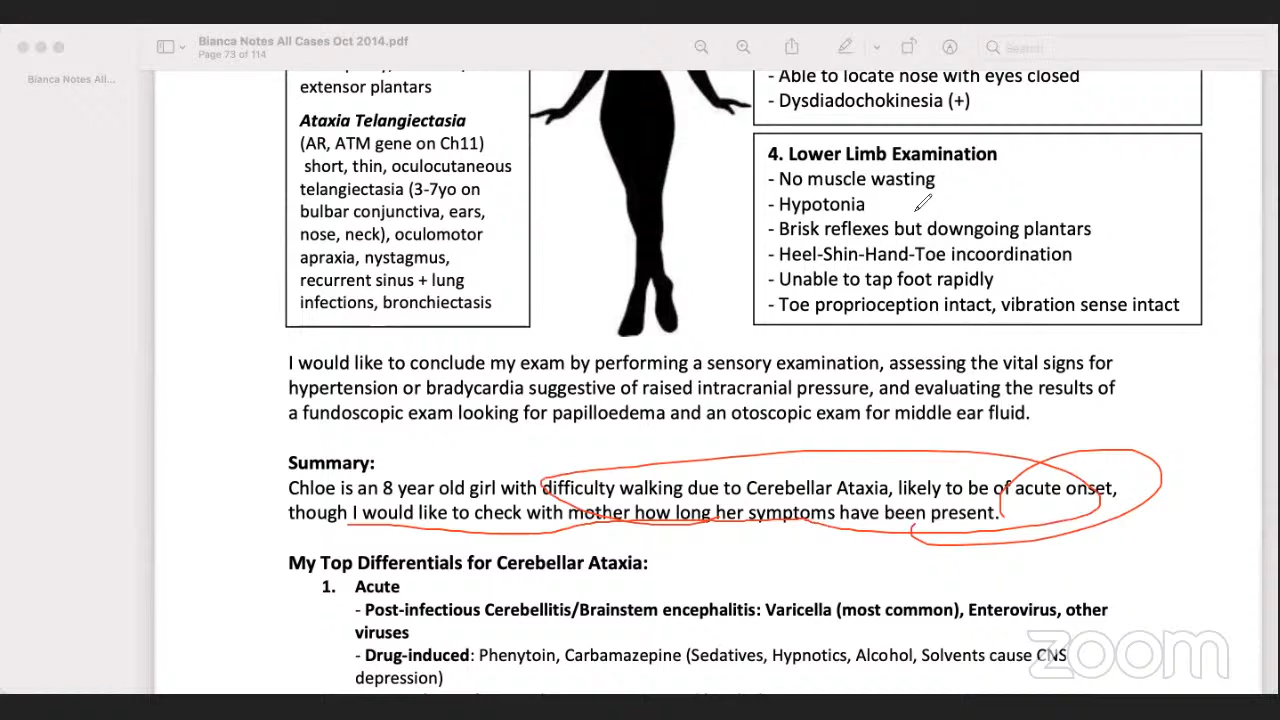 Bianca Notes All Cases Oct 2014.pdf
Page 73 of 114
Search
Bianca Notes All...
extensor plantars
Ataxia Telangiectasia
(AR, ATM gene on Ch11)
short, thin, oculocutaneous
telangiectasia (3-7yo on
bulbar conjunctiva, ears,
nose, neck), oculomotor
apraxia, nystagmus,
recurrent sinus + lung
infections, bronchiectasis
- Able to locate nose with eyes closed
- Dysdiadochokinesia (+)
4. Lower Limb Examination
- No muscle wasting
- Hypotonia
- Brisk reflexes but downgoing plantars
- Heel-Shin-Hand-Toe incoordination
- Unable to tap foot rapidly
- Toe proprioception intact, vibration sense intact
I would like to conclude my exam by performing a sensory examination, assessing the vital signs for
hypertension or bradycardia suggestive of raised intracranial pressure, and evaluating the results of
a fundoscopic exam looking for papilloedema and an otoscopic exam for middle ear fluid.
Summary:
Chloe is an 8 year old girl with difficulty walking due to Cerebellar Ataxia, likely to be of acute onset,
though I would like to check with mother how long her symptoms have been present.
My Top Differentials for Cerebellar Ataxia:
1. Acute
- Post-infectious Cerebellitis/Brainstem encephalitis: Varicella (most common), Enterovirus, other
viruses
- Drug-induced: Phenytoin, Carbamazepine (Sedatives, Hypnotics, Alcohol, Solvents cause CNS
depression)
zoom